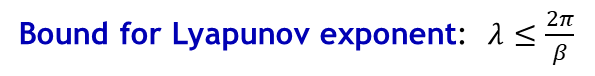 Bound for Lyapunov exponent: λ ≤ 2π/β